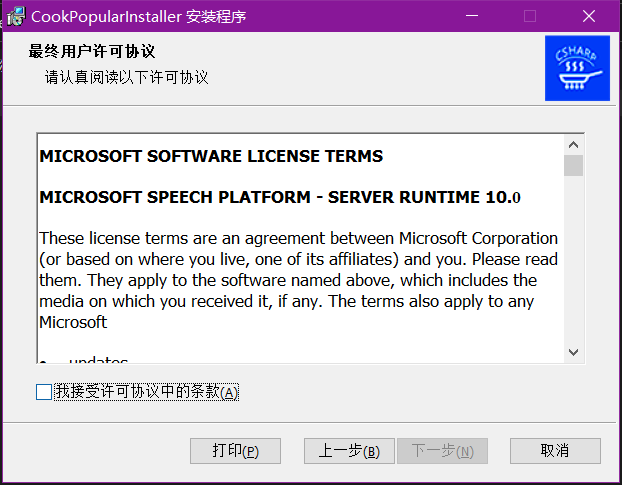 CookPopularInstaller 安装程序
最终用户许可协议
请认真阅读以下许可协议
CSHARP
MICROSOFT SOFTWARE LICENSE TERMS
MICROSOFT SPEECH PLATFORM - SERVER RUNTIME 10.0
These license terms are an agreement between Microsoft Corporation
(or based on where you live, one of its affiliates) and you. Please read
them. They apply to the software named above, which includes the
media on which you received it, if any. The terms also apply to any
Microsoft
• updates
我接受许可协议中的条款(A)
打印(P)
上一步(B)
下一步(N)
取消